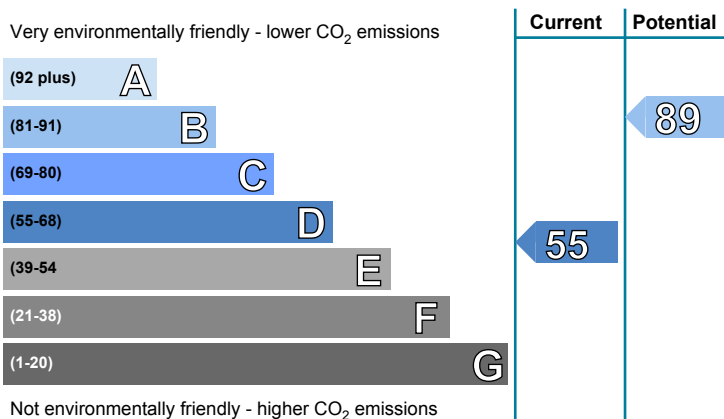 Very environmentally friendly - lower CO2 emissions
Current
Potential
(92 plus) A
(81-91) B
89
(69-80) C
(55-68) D
55
(39-54 E
(21-38) F
(1-20) G
Not environmentally friendly - higher CO2 emissions